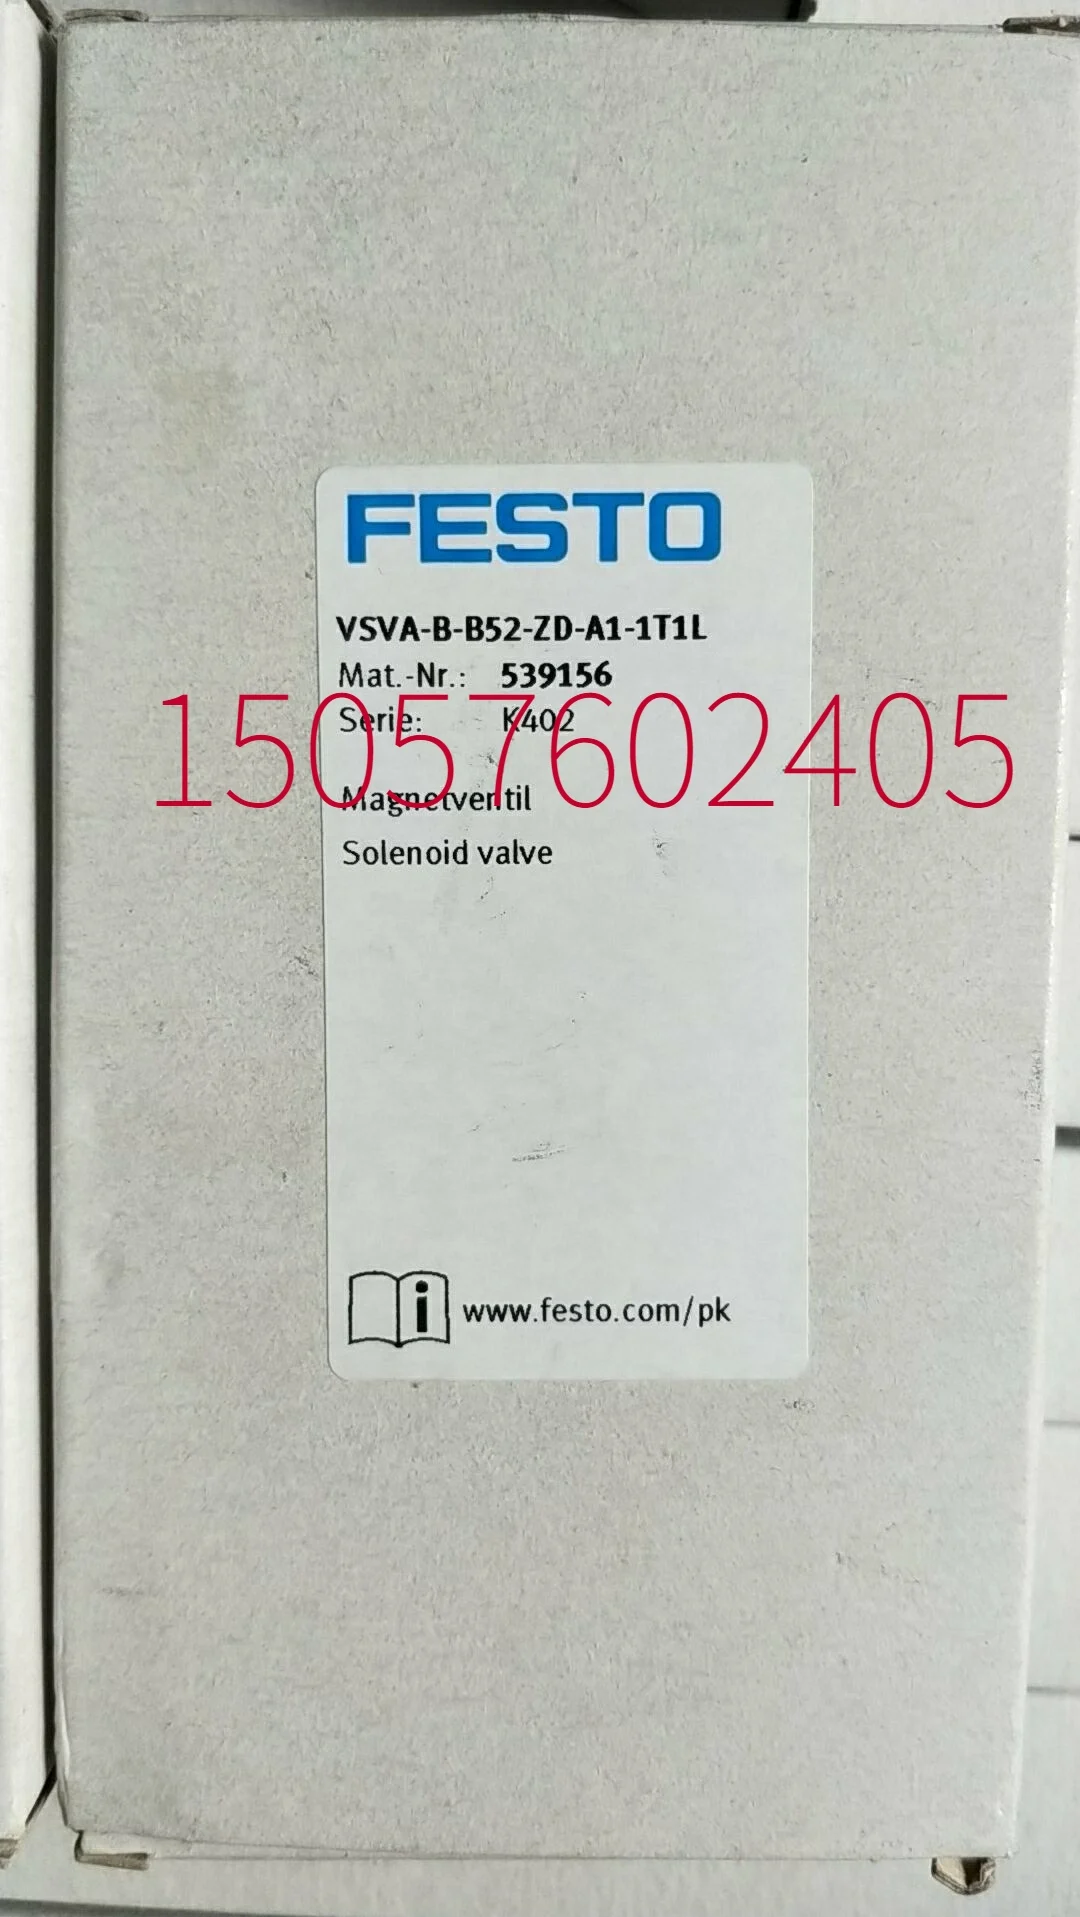 FESTO
VSVA-B-B52-ZD-A1-1T1L
Mat.-Nr.: 539156
15057602405
Serie: K402
Magnetventil
Solenoid valve
i www.festo.com/pk